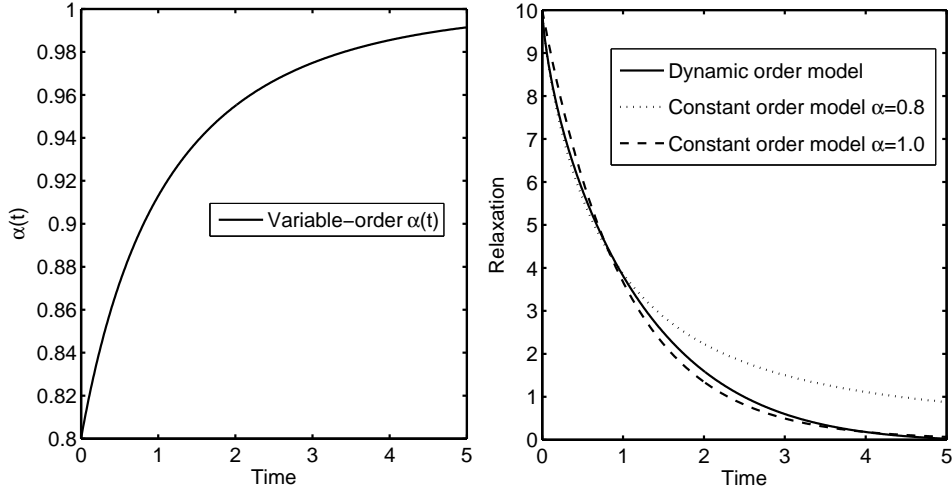 1
0.98
0.96
0.94
0.92
0.9
0.88
0.86
0.84
0.82
0.8
α(t)
Variable−order α(t)
0 1 2 3 4 5
Time
10
9
8
7
6
5
4
3
2
1
0
Relaxation
Dynamic order model
Constant order model α=0.8
Constant order model α=1.0
0 1 2 3 4 5
Time